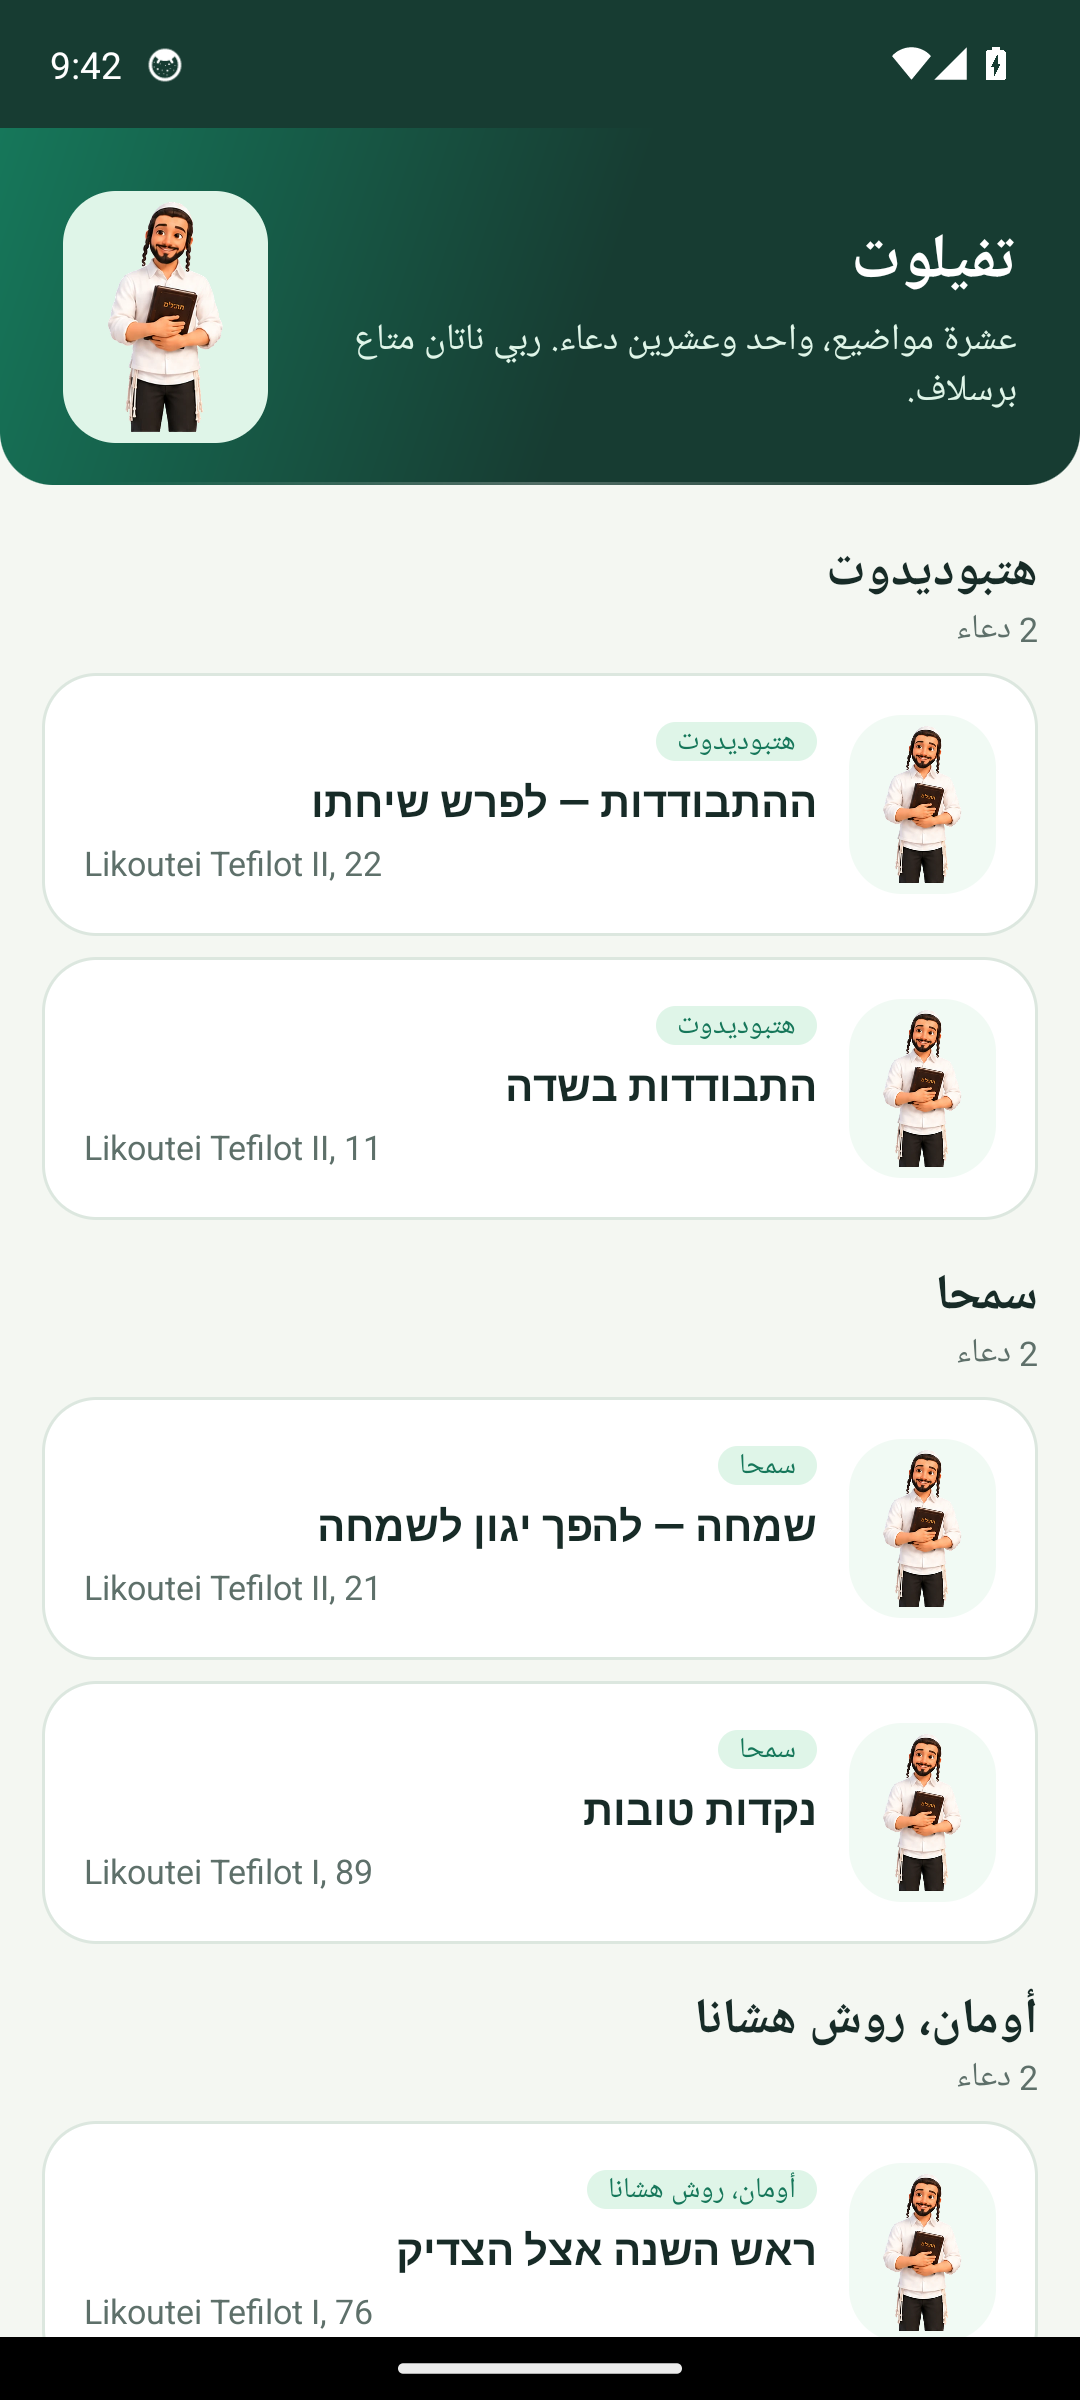 9:42
تفيلوت
عشرة مواضيع، واحد وعشرين دعاء. ربي ناتان متاع
برسلاف.
هتبوديدوت
2 دعاء
هتبوديدوت
ההתבודדות – לפרש שיחתו
Likoutei Tefilot II, 22
هتبوديدوت
התבודדות בשדה
Likoutei Tefilot II, 11
سمحا
2 دعاء
سمحا
שמחה – להפך יגון לשמחה
Likoutei Tefilot II, 21
سمحا
נקדות טובות
Likoutei Tefilot I, 89
أومان، روش هشانا
2 دعاء
أومان، روش هشانا
ראש השנה אצל הצדיק
Likoutei Tefilot I, 76